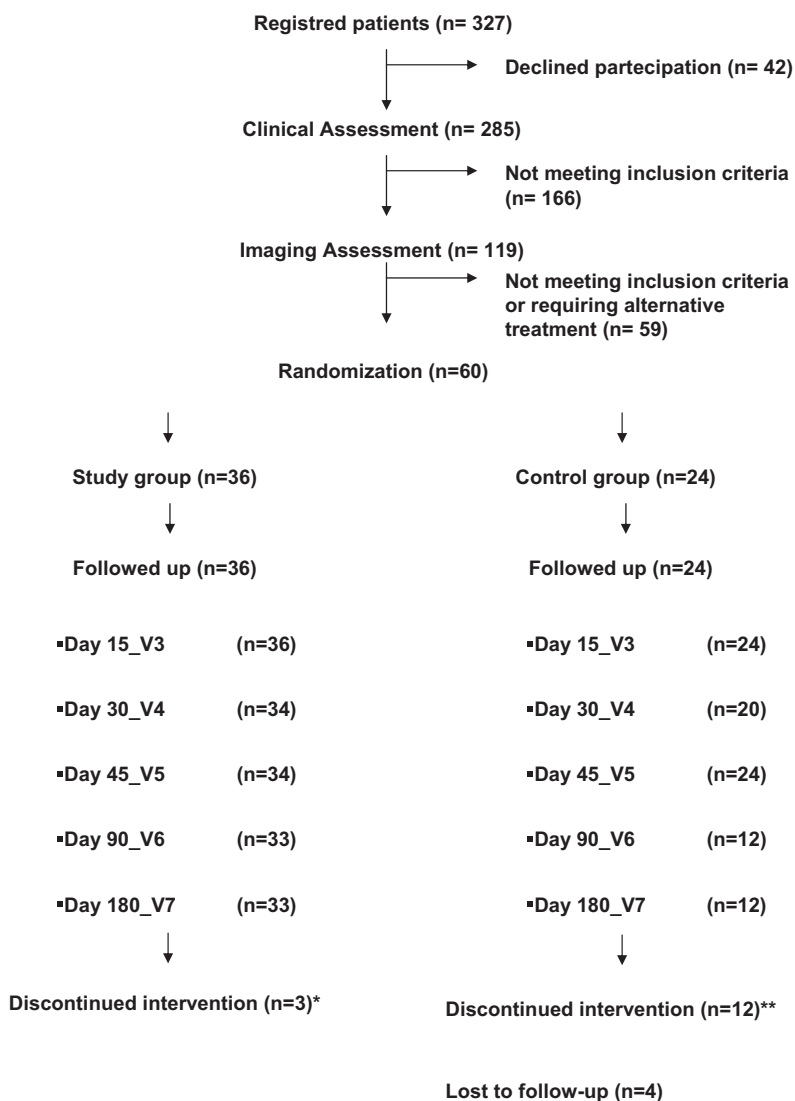 Registred patients (n= 327)
Declined partecipation (n= 42)
Clinical Assessment (n= 285)
Not meeting inclusion criteria
(n= 166)
Imaging Assessment (n= 119)
Not meeting inclusion criteria
or requiring alternative
treatment (n= 59)
Randomization (n=60)
Study group (n=36)
Followed up (n=36)
▪Day 15_V3 (n=36)
▪Day 30_V4 (n=34)
▪Day 45_V5 (n=34)
▪Day 90_V6 (n=33)
▪Day 180_V7 (n=33)
Discontinued intervention (n=3)*
Control group (n=24)
Followed up (n=24)
▪Day 15_V3 (n=24)
▪Day 30_V4 (n=20)
▪Day 45_V5 (n=24)
▪Day 90_V6 (n=12)
▪Day 180_V7 (n=12)
Discontinued intervention (n=12)**
Lost to follow-up (n=4)